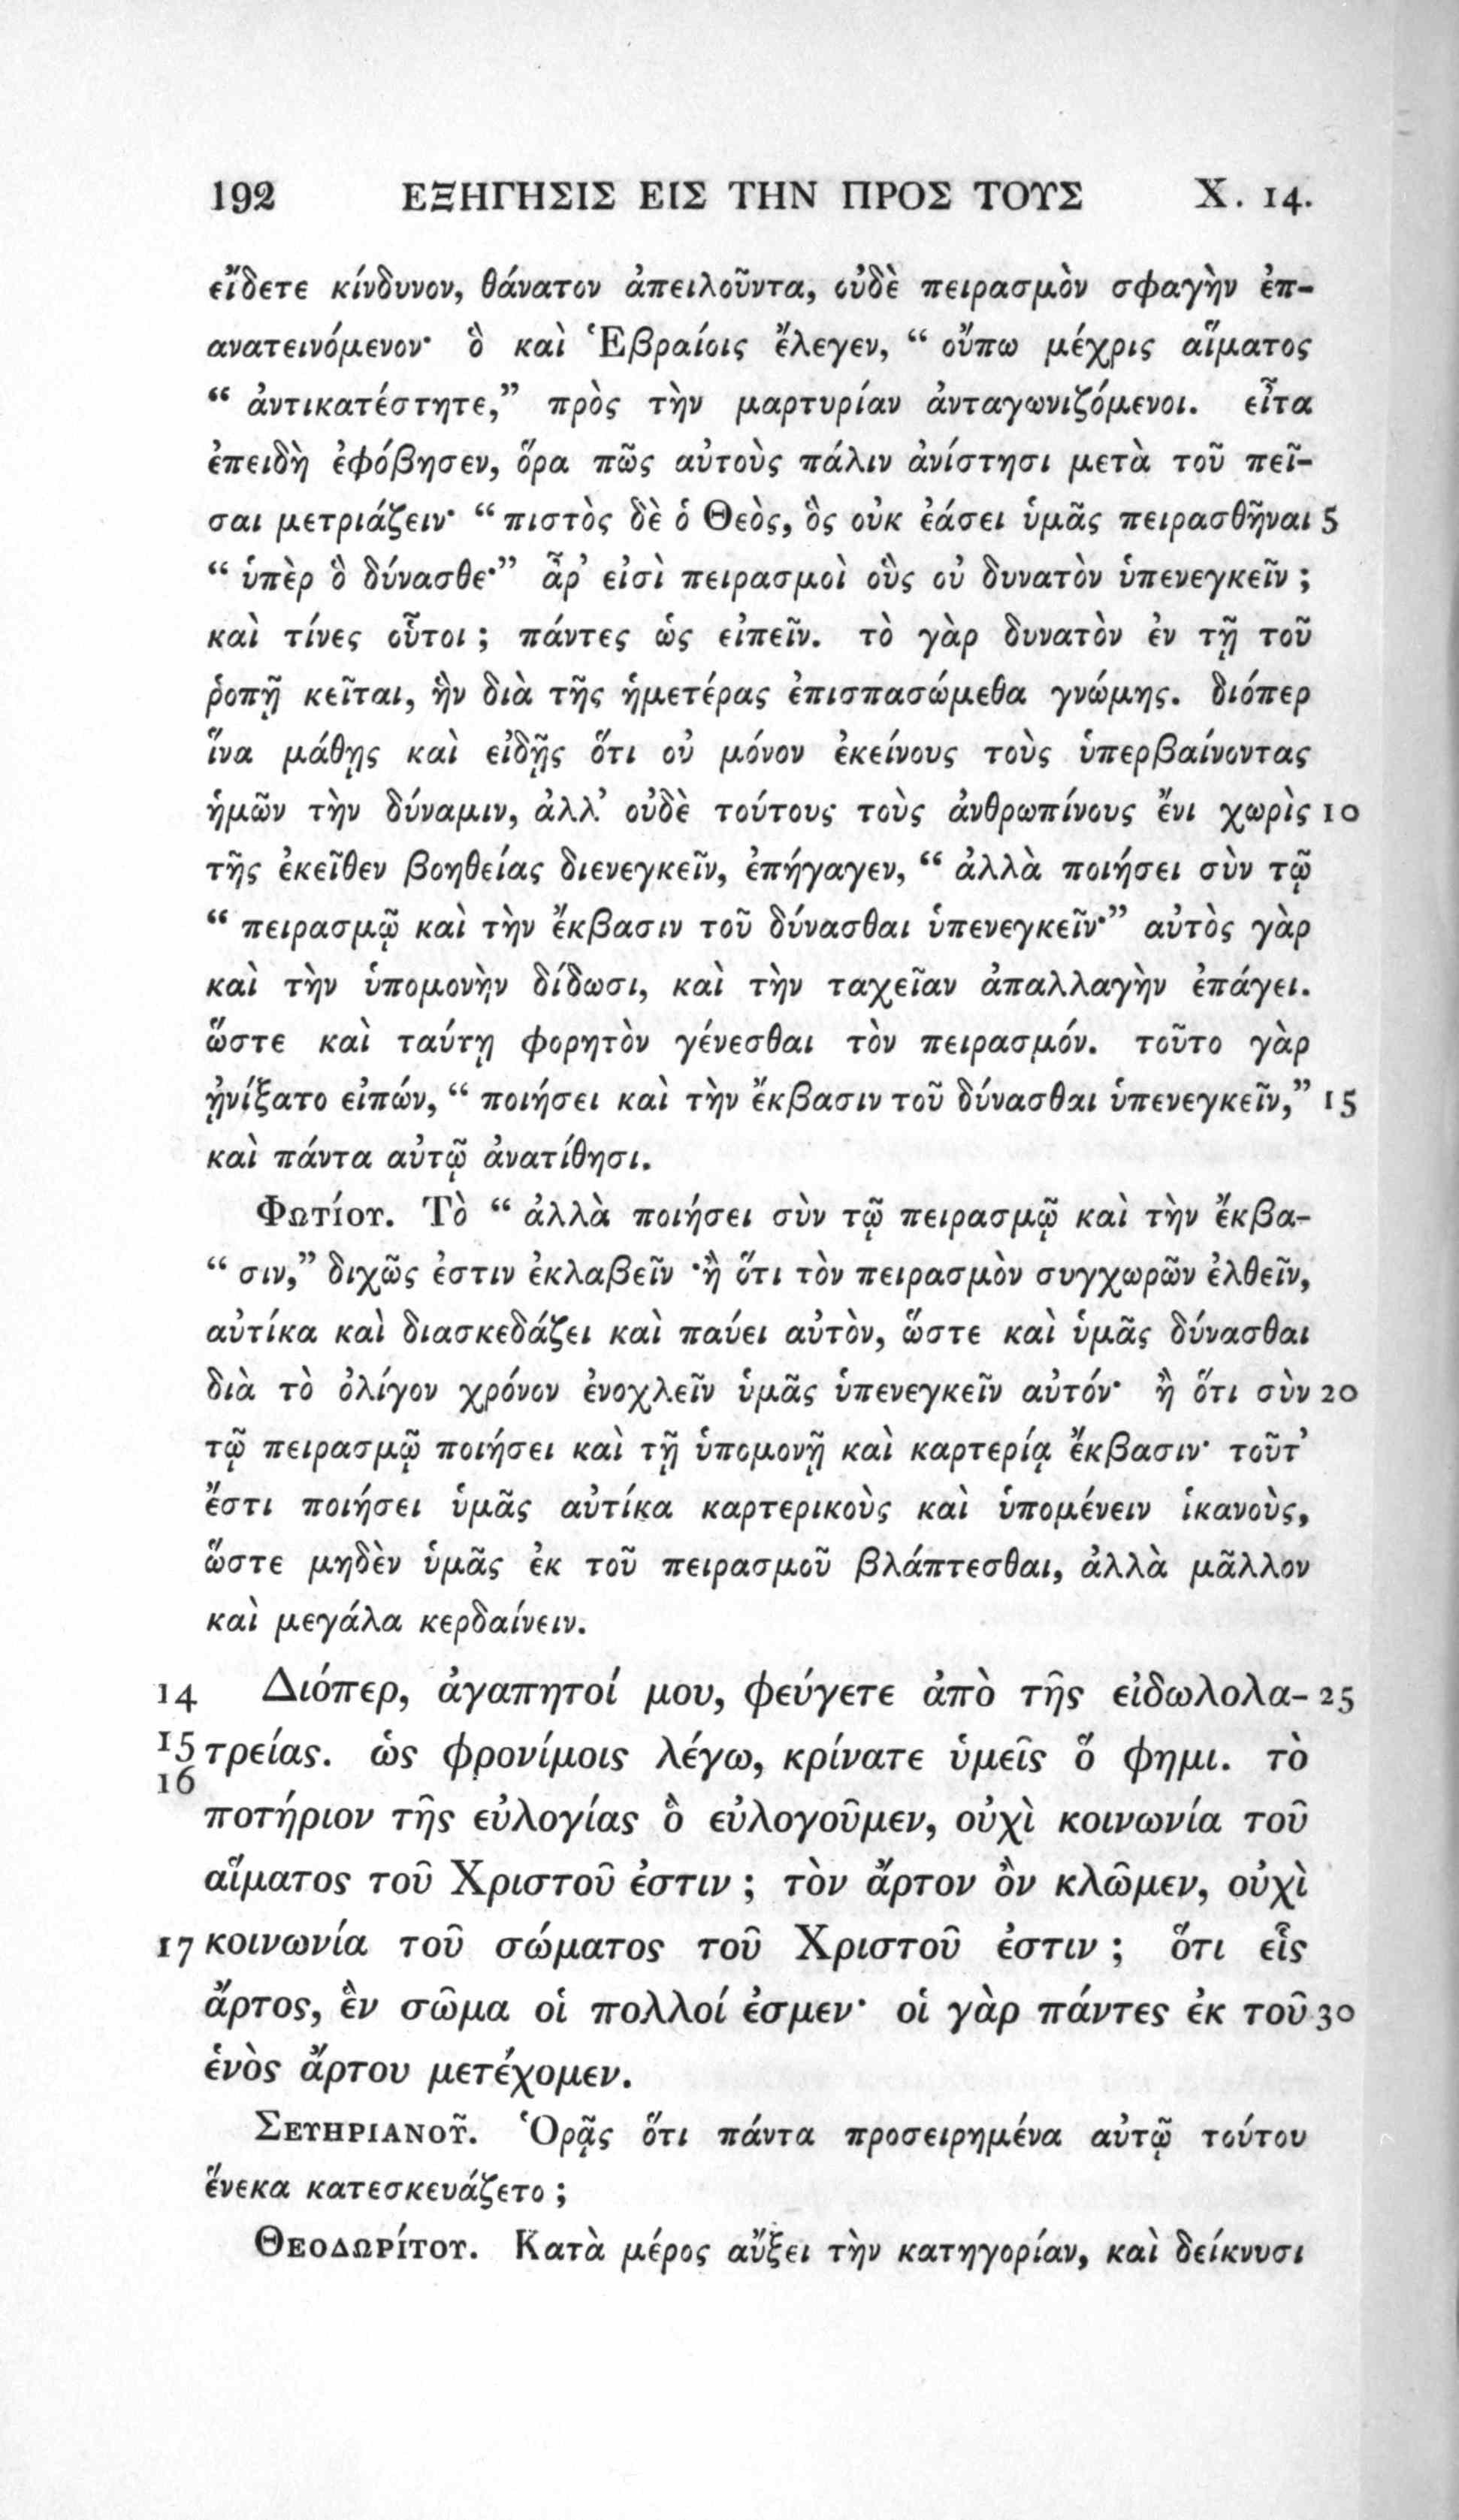 192 ΕΞΗΓΗΣΙΣ ΕΙΣ ΤΗΝ ΠΡΟΣ ΤΟΥΣ X. 14.
εἴδετε κίνδυνον, θάνατον ἀπειλοῦντα, οὐδὲ πειρασμὸν σφαγὴν ἐπ-
ανατεινόμενον· ὃ καὶ Ἑβραίοις ἔλεγεν, “ οὔπω μέχρις αἵματος
“ ἀντικατέστητε,” πρὸς τὴν μαρτυρίαν ἀνταγωνιζόμενοι. εἶτα
ἐπειδὴ ἐφόβησεν, ὅρα πῶς αὐτοὺς πάλιν ἀνίστησι μετὰ τοῦ πεῖ-
σαι μετριάζειν· “ πιστὸς δὲ ὁ Θεὸς, ὃς οὐκ ἐάσει ὑμᾶς πειρασθῆναι 5
“ ὑπὲρ ὃ δύνασθε·” ἆρ’ εἰσὶ πειρασμοὶ οὓς οὐ δυνατὸν ὑπενεγκεῖν ;
καὶ τίνες οὗτοι ; πάντες ὡς εἰπεῖν. τὸ γὰρ δυνατὸν ἐν τῇ τοῦ
ῥοπῇ κεῖται, ἣν διὰ τῆς ἡμετέρας ἐπισπασώμεθα γνώμης. διόπερ
ἵνα μάθῃς καὶ εἰδῇς ὅτι οὐ μόνον ἐκείνους τοὺς ὑπερβαίνοντας
ἡμῶν τὴν δύναμιν, ἀλλ’ οὐδὲ τούτους τοὺς ἀνθρωπίνους ἔνι χωρὶς 10
τῆς ἐκεῖθεν βοηθείας διενεγκεῖν, ἐπήγαγεν, “ ἀλλὰ ποιήσει σὺν τῷ
“ πειρασμῷ καὶ τὴν ἔκβασιν τοῦ δύνασθαι ὑπενεγκεῖν·” αὐτὸς γὰρ
καὶ τὴν ὑπομονὴν δίδωσι, καὶ τὴν ταχεῖαν ἀπαλλαγὴν ἐπάγει.
ὥστε καὶ ταύτῃ φορητὸν γένεσθαι τὸν πειρασμόν. τοῦτο γὰρ
ᾐνίξατο εἰπών, “ ποιήσει καὶ τὴν ἔκβασιν τοῦ δύνασθαι ὑπενεγκεῖν,” 15
καὶ πάντα αὐτῷ ἀνατίθησι.
Φωτίου. Τὸ “ ἀλλὰ ποιήσει σὺν τῷ πειρασμῷ καὶ τὴν ἔκβα-
“ σιν,” διχῶς ἐστιν ἐκλαβεῖν ·ἢ ὅτι τὸν πειρασμὸν συγχωρῶν ἐλθεῖν,
αὐτίκα καὶ διασκεδάζει καὶ παύει αὐτὸν, ὥστε καὶ ὑμᾶς δύνασθαι
διὰ τὸ ὀλίγον χρόνον ἐνοχλεῖν ὑμᾶς ὑπενεγκεῖν αὐτόν· ἢ ὅτι σὺν 20
τῷ πειρασμῷ ποιήσει καὶ τῇ ὑπομονῇ καὶ καρτερίᾳ ἔκβασιν· τοῦτ’
ἔστι ποιήσει ὑμᾶς αὐτίκα καρτερικοὺς καὶ ὑπομένειν ἱκανοὺς,
ὥστε μηδὲν ὑμᾶς ἐκ τοῦ πειρασμοῦ βλάπτεσθαι, ἀλλὰ μᾶλλον
καὶ μεγάλα κερδαίνειν.
14 Διόπερ, ἀγαπητοί μου, φεύγετε ἀπὸ τῆς εἰδωλολα- 25
15 τρείας. ὡς φρονίμοις λέγω, κρίνατε ὑμεῖς ὅ φημι. τὸ
16
ποτήριον τῆς εὐλογίας ὃ εὐλογοῦμεν, οὐχὶ κοινωνία τοῦ
αἵματος τοῦ Χριστοῦ ἐστιν ; τὸν ἄρτον ὃν κλῶμεν, οὐχὶ
17 κοινωνία τοῦ σώματος τοῦ Χριστοῦ ἐστιν ; ὅτι εἷς
ἄρτος, ἓν σῶμα οἱ πολλοί ἐσμεν· οἱ γὰρ πάντες ἐκ τοῦ 30
ἑνὸς ἄρτου μετέχομεν.
Σευηριανοῦ. Ὁρᾷς ὅτι πάντα προσειρημένα αὐτῷ τούτου
ἕνεκα κατεσκευάζετο ;
Θεοδωρίτου. Κατὰ μέρος αὔξει τὴν κατηγορίαν, καὶ δείκνυσι